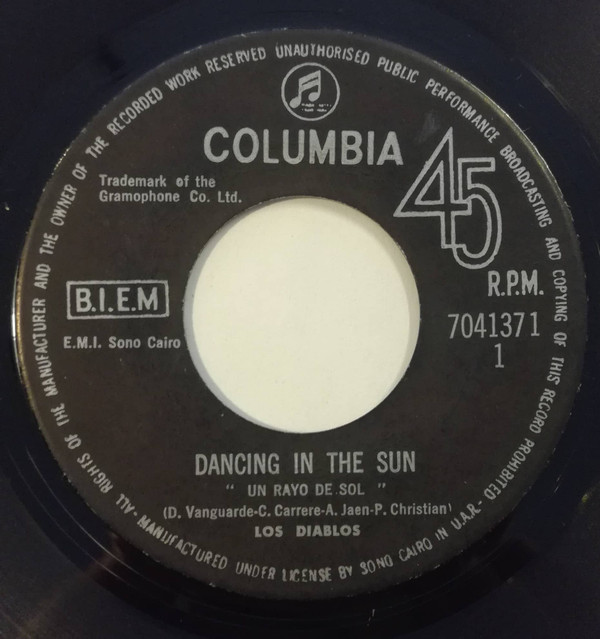 ALL RIGHTS OF THE MANUFACTURER AND THE OWNER OF THE RECORDED WORK RESERVED UNAUTHORISED PUBLIC PERFORMANCE BROADCASTING AND COPYING OF THIS RECORD PROHIBITED -
COLUMBIA
Trademark of the
Gramophone Co. Ltd.
45
R.P.M.
B.I.E.M
E.M.I. Sono Cairo
7041371
1
DANCING IN THE SUN
" UN RAYO DE SOL "
(D. Vanguarde-C. Carrere-A. Jaen-P. Christian)
LOS DIABLOS
MANUFACTURED UNDER LICENSE BY SONO CAIRO IN U.A.R-